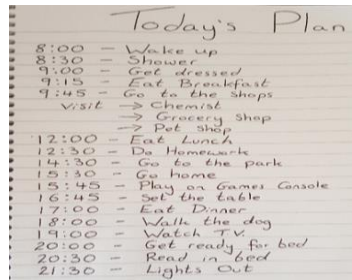 Today's Plan
8:00 - Wake up
8:30 - Shower
9:00 - Get dressed
9:15 - Eat Breakfast
9:45 - Go to the shops
Visit → Chemist
→ Grocery shop
→ Pet shop
12:00 - Eat Lunch
12:30 - Do Homework
14:30 - Go to the park
15:30 - Go home
15:45 - Play on Games Console
16:45 - Set the table
17:00 - Eat Dinner
18:00 - Walk the dog
19:00 - Watch T.V.
20:00 - Get ready for bed
20:30 - Read in bed
21:30 - Lights Out